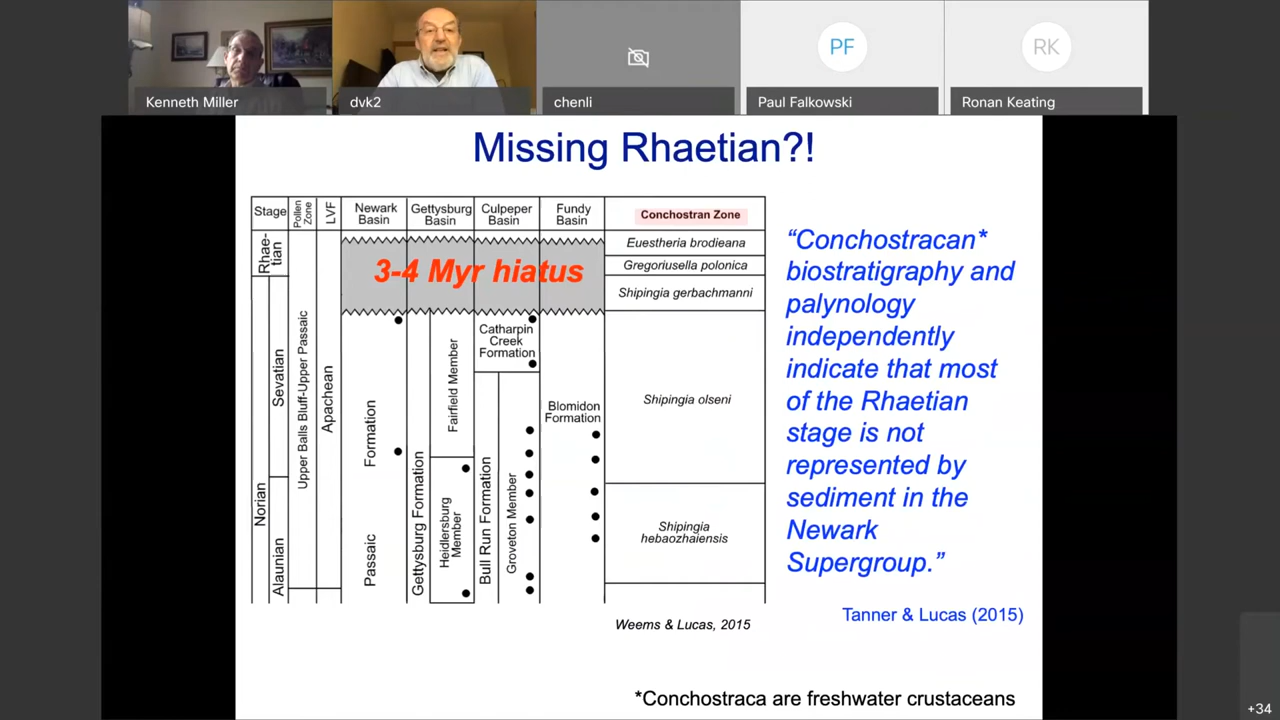 PF
RK
Kenneth Miller
dvk2
chenli
Paul Falkowski
Ronan Keating
Missing Rhaetian?!
Stage
Pollen
Zone
LVF
Newark
Basin
Gettysburg
Basin
Culpeper
Basin
Fundy
Basin
Conchostran Zone
Rhae-
tian
Norian
Sevatian
Alaunian
Upper Balls Bluff-Upper Passaic
Apachean
3-4 Myr hiatus
Passaic Formation
Gettysburg Formation
Fairfield Member
Heidlersburg
Member
Catharpin
Creek
Formation
Bull Run Formation
Groveton Member
Blomidon
Formation
Euestheria brodieana
Gregoriusella polonica
Shipingia gerbachmanni
Shipingia olseni
Shipingia
hebaozhaiensis
Weems & Lucas, 2015
“Conchostracan*
biostratigraphy and
palynology
independently
indicate that most
of the Rhaetian
stage is not
represented by
sediment in the
Newark
Supergroup.”
Tanner & Lucas (2015)
*Conchostraca are freshwater crustaceans
+34